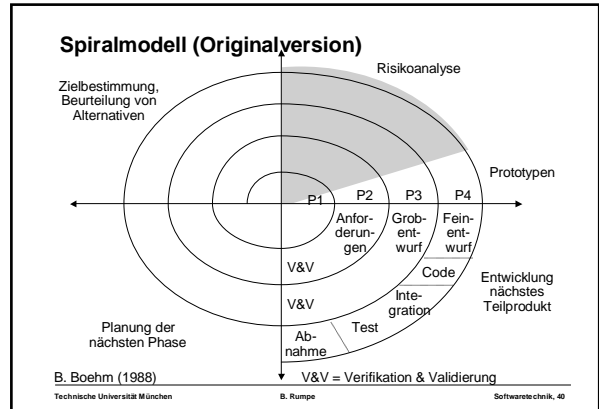 Spiralmodell (Originalversion)
Risikoanalyse
Zielbestimmung,
Beurteilung von
Alternativen
Prototypen
P1
P2
P3
P4
Anfor-
derun-
gen
Grob-
ent-
wurf
Fein-
ent-
wurf
V&V
Code
V&V
Inte-
gration
Entwicklung
nächstes
Teilprodukt
Test
Ab-
nahme
Planung der
nächsten Phase
B. Boehm (1988)
V&V = Verifikation & Validierung
Technische Universität München
B. Rumpe
Softwaretechnik, 40